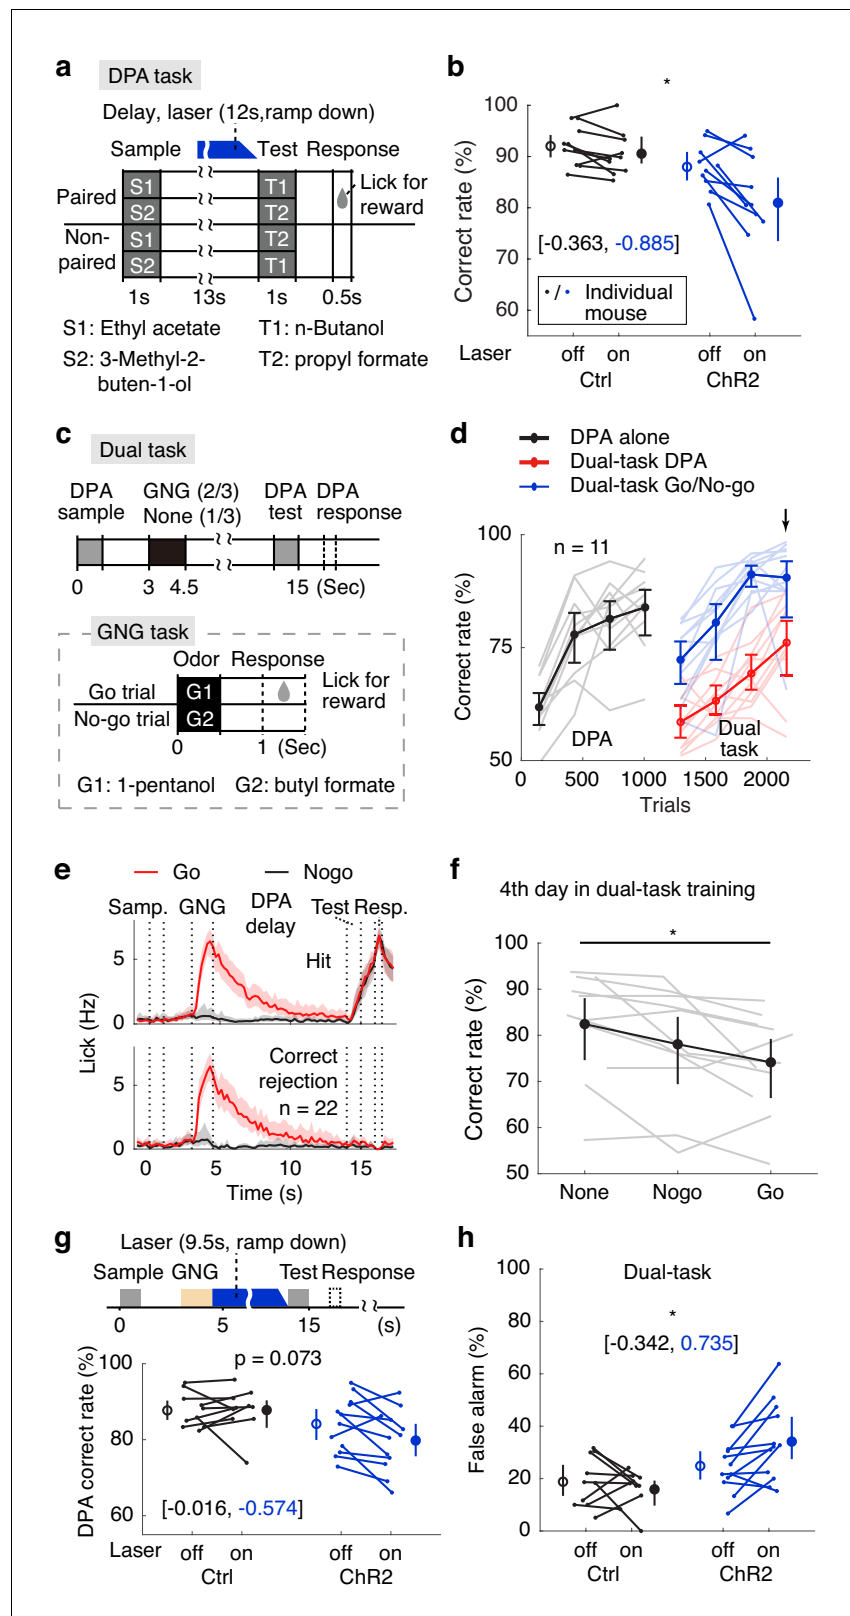 a
DPA task
Delay, laser (12s,ramp down)
Sample
Test
Response
Paired
S1
T1
Lick for
reward
S2
T2
Non-
paired
S1
T2
S2
T1
1s
13s
1s
0.5s
S1: Ethyl acetate
T1: n-Butanol
S2: 3-Methyl-2-
buten-1-ol
T2: propyl formate
b
*
Correct rate (%)
100
90
80
70
60
[-0.363, -0.885]
/ Individual
mouse
Laser
off
on
off
on
Ctrl
ChR2
c
Dual task
DPA
sample
GNG (2/3)
None (1/3)
DPA
test
DPA
response
0
3
4.5
15
(Sec)
GNG task
Odor
Response
Go trial
G1
Lick for
reward
No-go trial
G2
0
1
(Sec)
G1: 1-pentanol
G2: butyl formate
d
DPA alone
Dual-task DPA
Dual-task Go/No-go
n = 11
Correct rate (%)
100
75
50
DPA
Dual
task
0
500
1000
1500
2000
Trials
e
Go
Nogo
Samp.
GNG
DPA
delay
Test
Resp.
Hit
5
0
Lick (Hz)
Correct
rejection
n = 22
5
0
0
5
10
15
Time (s)
f
4th day in dual-task training
*
Correct rate (%)
100
90
80
70
60
50
None
Nogo
Go
g
Laser (9.5s, ramp down)
Sample
GNG
Test
Response
0
5
15
(s)
DPA correct rate (%)
100
80
60
p = 0.073
[-0.016, -0.574]
Laser
off
on
off
on
Ctrl
ChR2
h
Dual-task
*
[-0.342, 0.735]
False alarm (%)
100
80
60
40
20
0
off
on
off
on
Ctrl
ChR2